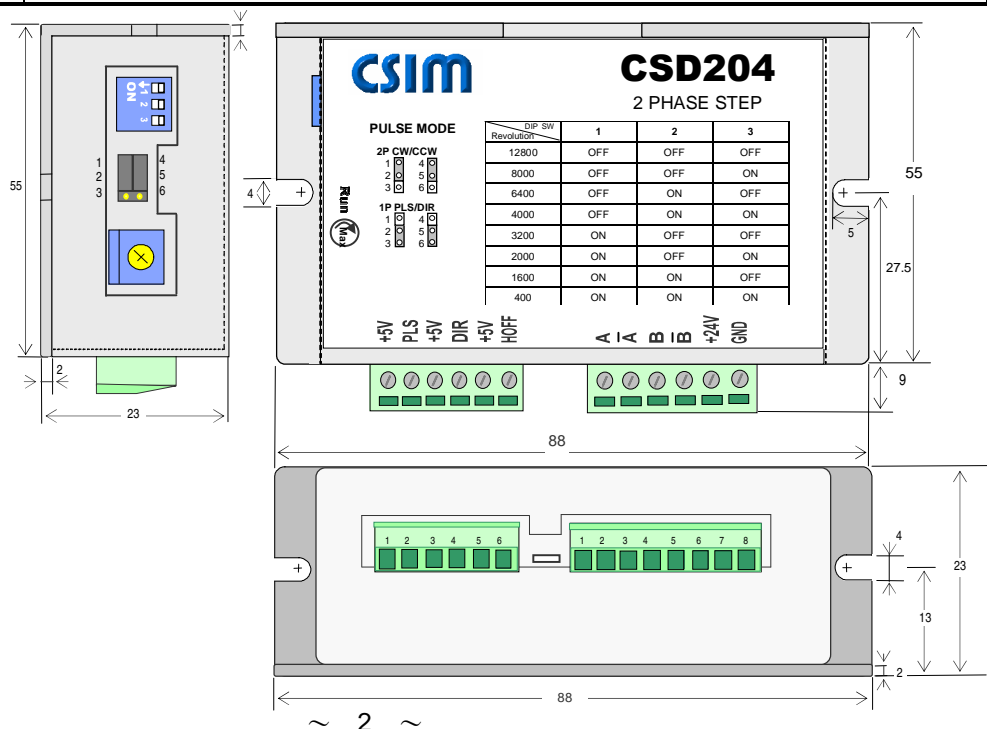 CSIM
CSD204
2 PHASE STEP
PULSE MODE
2P CW/CCW
1 4
2 5
3 6
1P PLS/DIR
1 4
2 5
3 6
Run
Max
DIP SW
Revolution 1 2 3
12800 OFF OFF OFF
8000 OFF OFF ON
6400 OFF ON OFF
4000 OFF ON ON
3200 ON OFF OFF
2000 ON OFF ON
1600 ON ON OFF
400 ON ON ON
+5V PLS +5V DIR +5V HOFF
A A B B +24V GND
ON
1
2
3
1 4
2 5
3 6
55
2
23
4
55
5
27.5
9
88
1 2 3 4 5 6
1 2 3 4 5 6 7 8
4
23
13
2
88
~ 2 ~